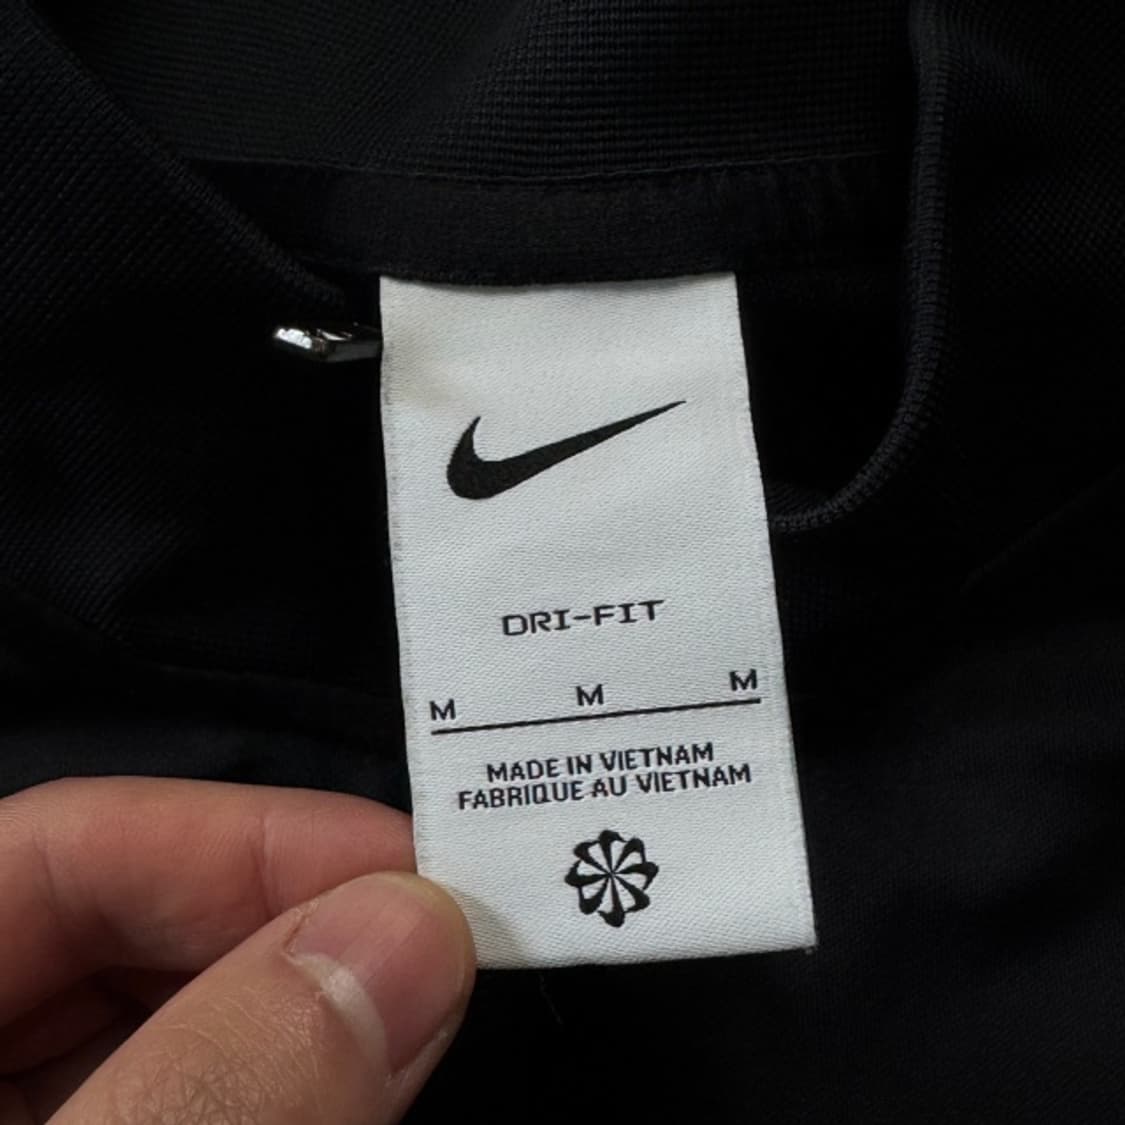 DRI-FIT
M M M
MADE IN VIETNAM
FABRIQUE AU VIETNAM